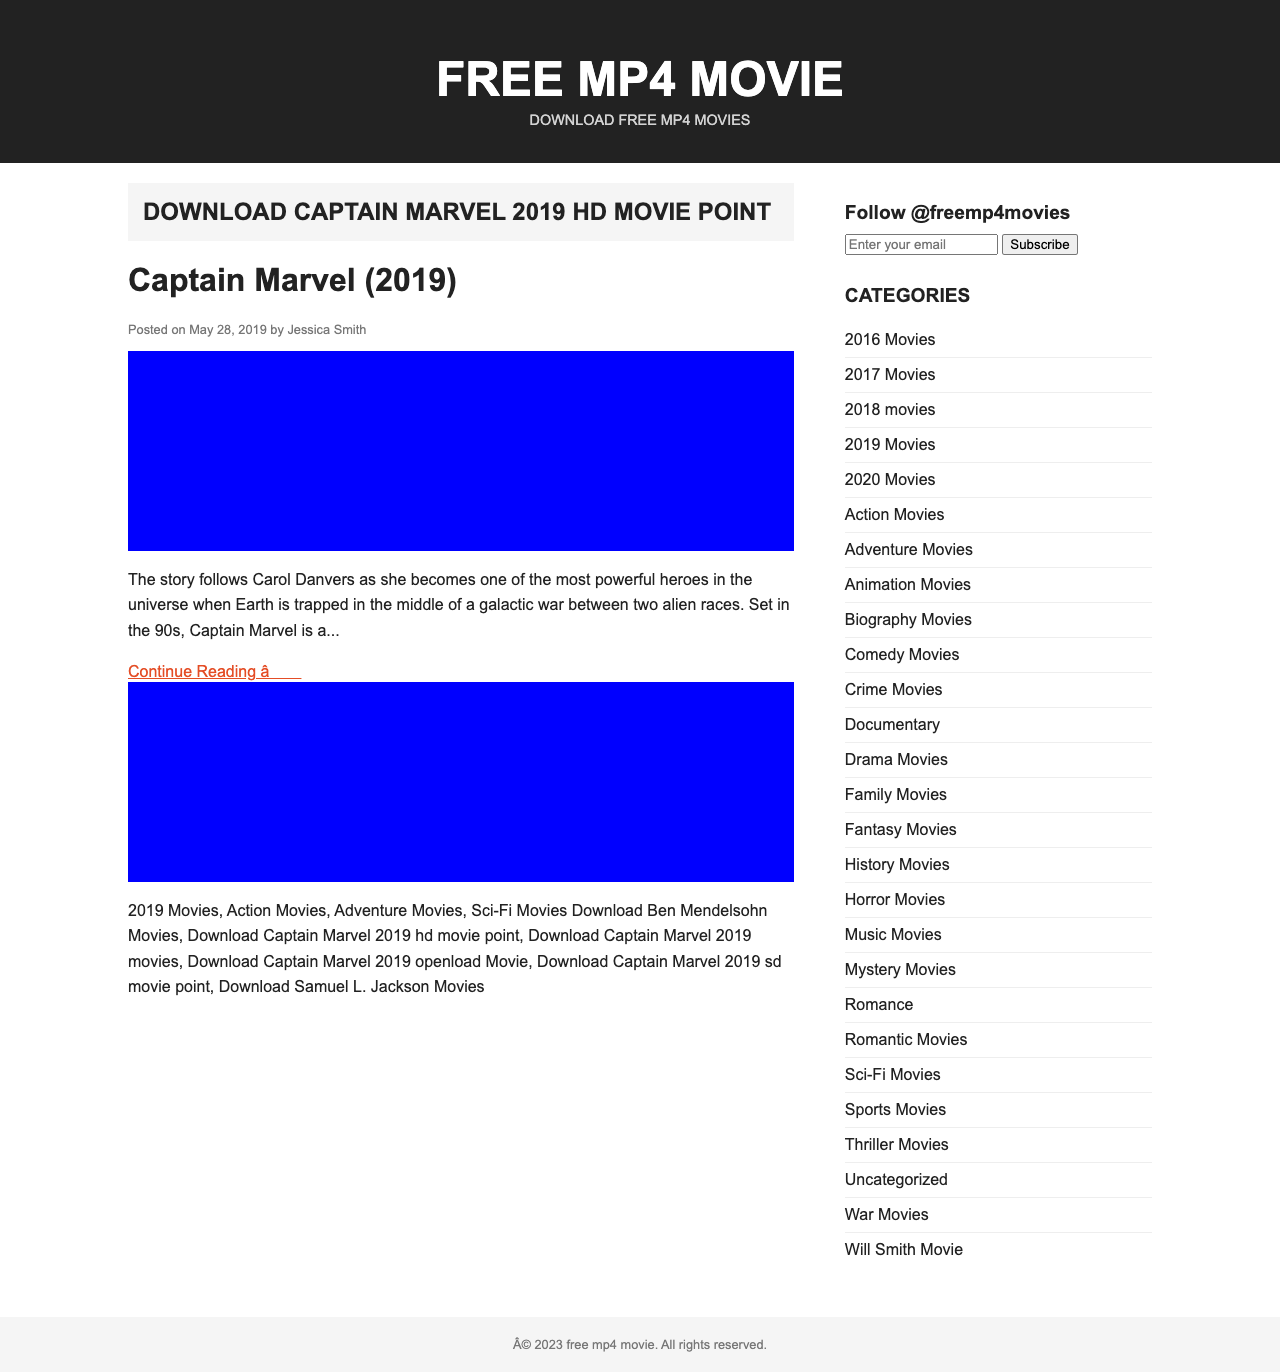 FREE MP4 MOVIE
DOWNLOAD FREE MP4 MOVIES
DOWNLOAD CAPTAIN MARVEL 2019 HD MOVIE POINT
Captain Marvel (2019)
Posted on May 28, 2019 by Jessica Smith
The story follows Carol Danvers as she becomes one of the most powerful heroes in the
universe when Earth is trapped in the middle of a galactic war between two alien races. Set in
the 90s, Captain Marvel is a...
Continue Reading â
2019 Movies, Action Movies, Adventure Movies, Sci-Fi Movies Download Ben Mendelsohn
Movies, Download Captain Marvel 2019 hd movie point, Download Captain Marvel 2019
movies, Download Captain Marvel 2019 openload Movie, Download Captain Marvel 2019 sd
movie point, Download Samuel L. Jackson Movies
Follow @freemp4movies
Enter your email Subscribe
CATEGORIES
2016 Movies
2017 Movies
2018 movies
2019 Movies
2020 Movies
Action Movies
Adventure Movies
Animation Movies
Biography Movies
Comedy Movies
Crime Movies
Documentary
Drama Movies
Family Movies
Fantasy Movies
History Movies
Horror Movies
Music Movies
Mystery Movies
Romance
Romantic Movies
Sci-Fi Movies
Sports Movies
Thriller Movies
Uncategorized
War Movies
Will Smith Movie
Â© 2023 free mp4 movie. All rights reserved.